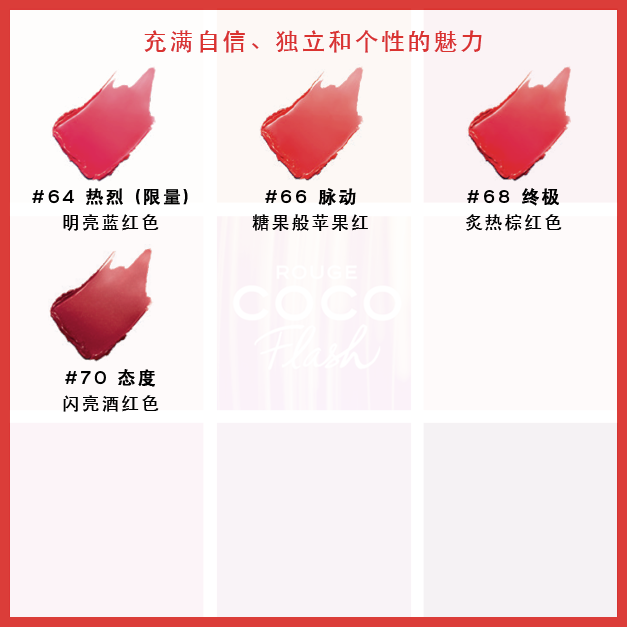 充满自信、独立和个性的魅力
#64 热烈 (限量)
明亮蓝红色
#66 脉动
糖果般苹果红
#68 终极
炙热棕红色
ROUGE
COCO
Flash
#70 态度
闪亮酒红色